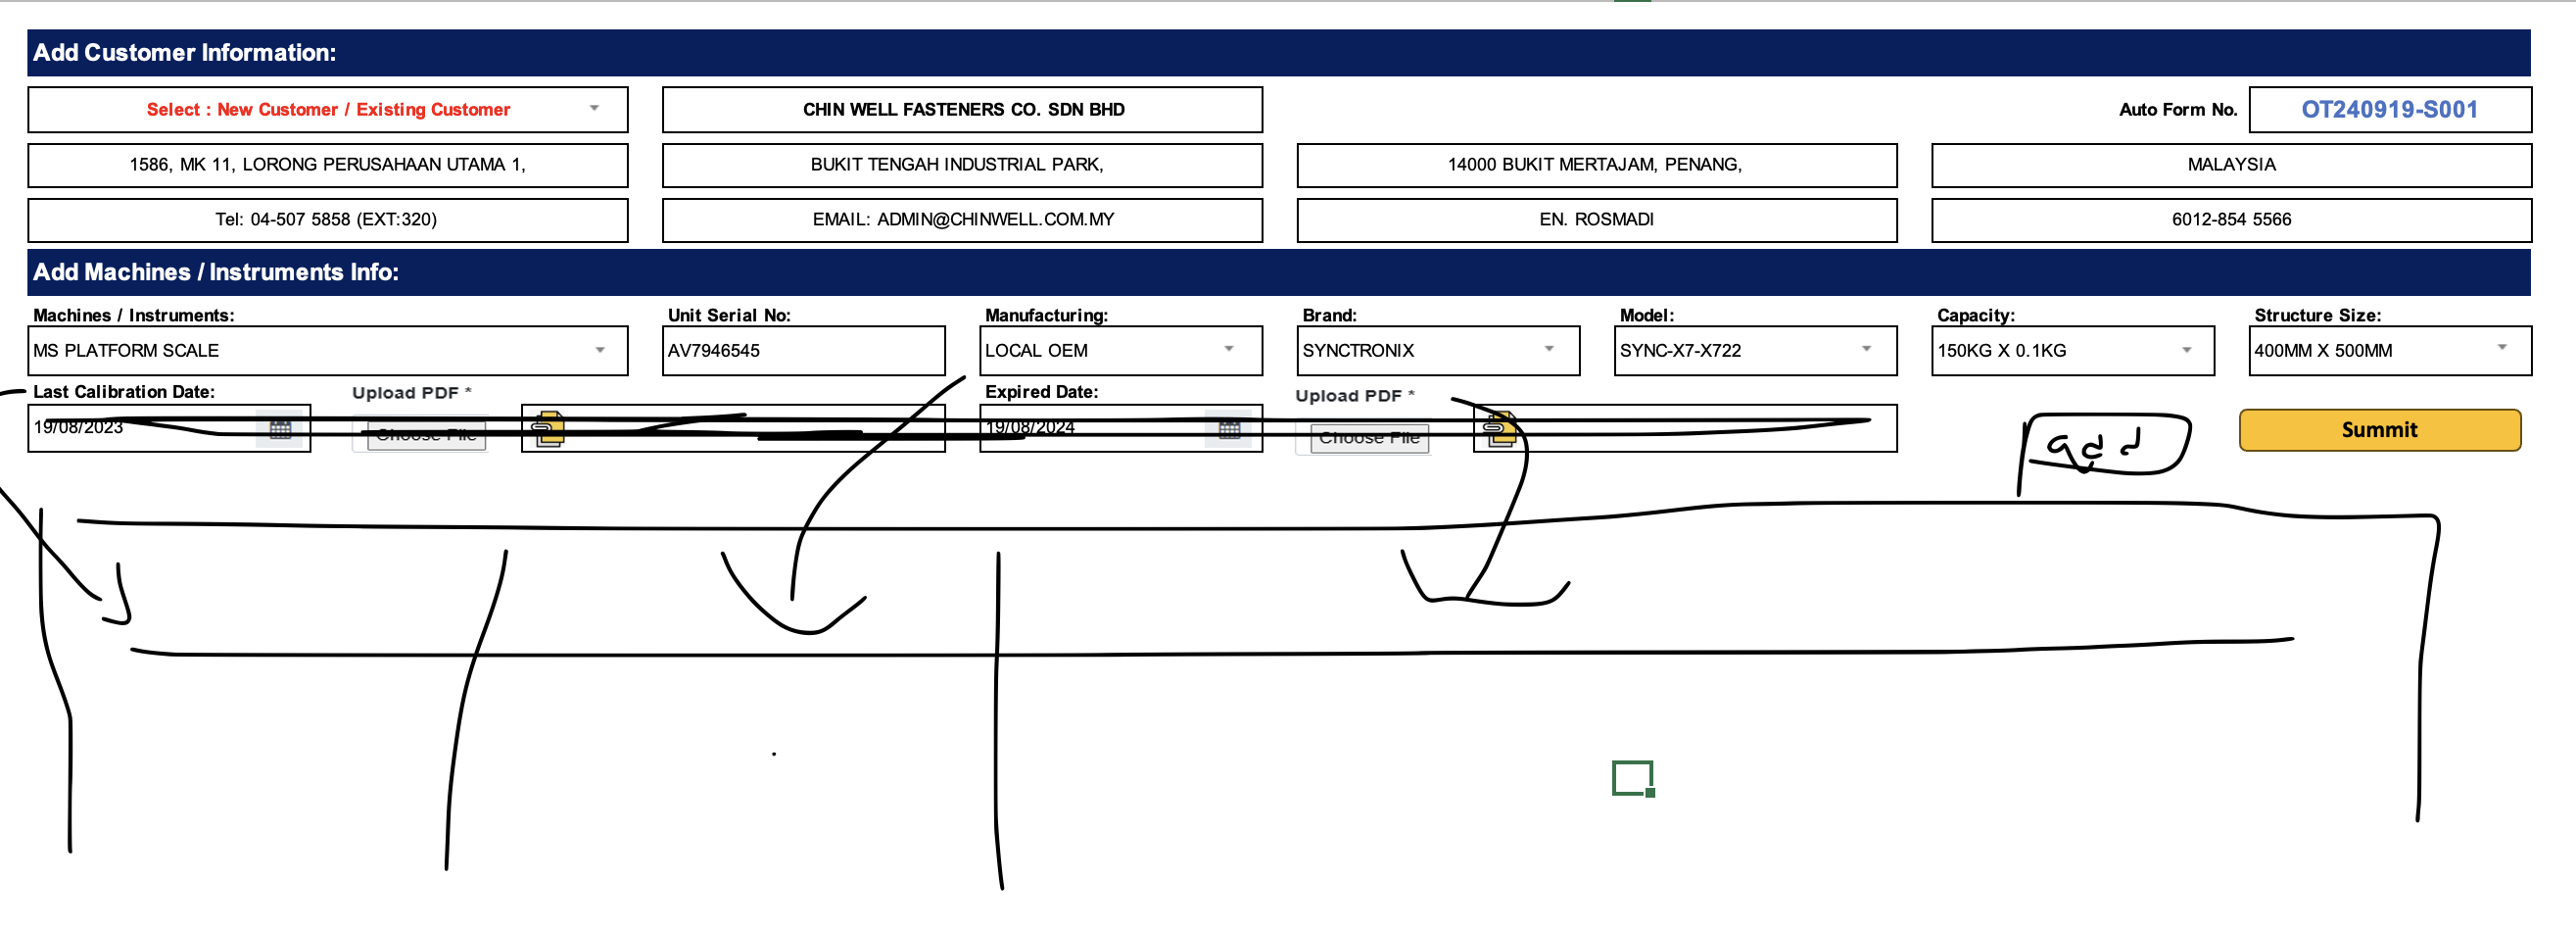 Add Customer Information:
Select : New Customer / Existing Customer
CHIN WELL FASTENERS CO. SDN BHD
Auto Form No.
OT240919-S001
1586, MK 11, LORONG PERUSAHAAN UTAMA 1,
BUKIT TENGAH INDUSTRIAL PARK,
14000 BUKIT MERTAJAM, PENANG,
MALAYSIA
Tel: 04-507 5858 (EXT:320)
EMAIL: ADMIN@CHINWELL.COM.MY
EN. ROSMADI
6012-854 5566
Add Machines / Instruments Info:
Machines / Instruments:
Unit Serial No:
Manufacturing:
Brand:
Model:
Capacity:
Structure Size:
MS PLATFORM SCALE
AV7946545
LOCAL OEM
SYNCTRONIX
SYNC-X7-X722
150KG X 0.1KG
400MM X 500MM
Last Calibration Date:
Upload PDF *
Expired Date:
Upload PDF *
19/08/2023
Choose File
19/08/2024
Choose File
add
Summit